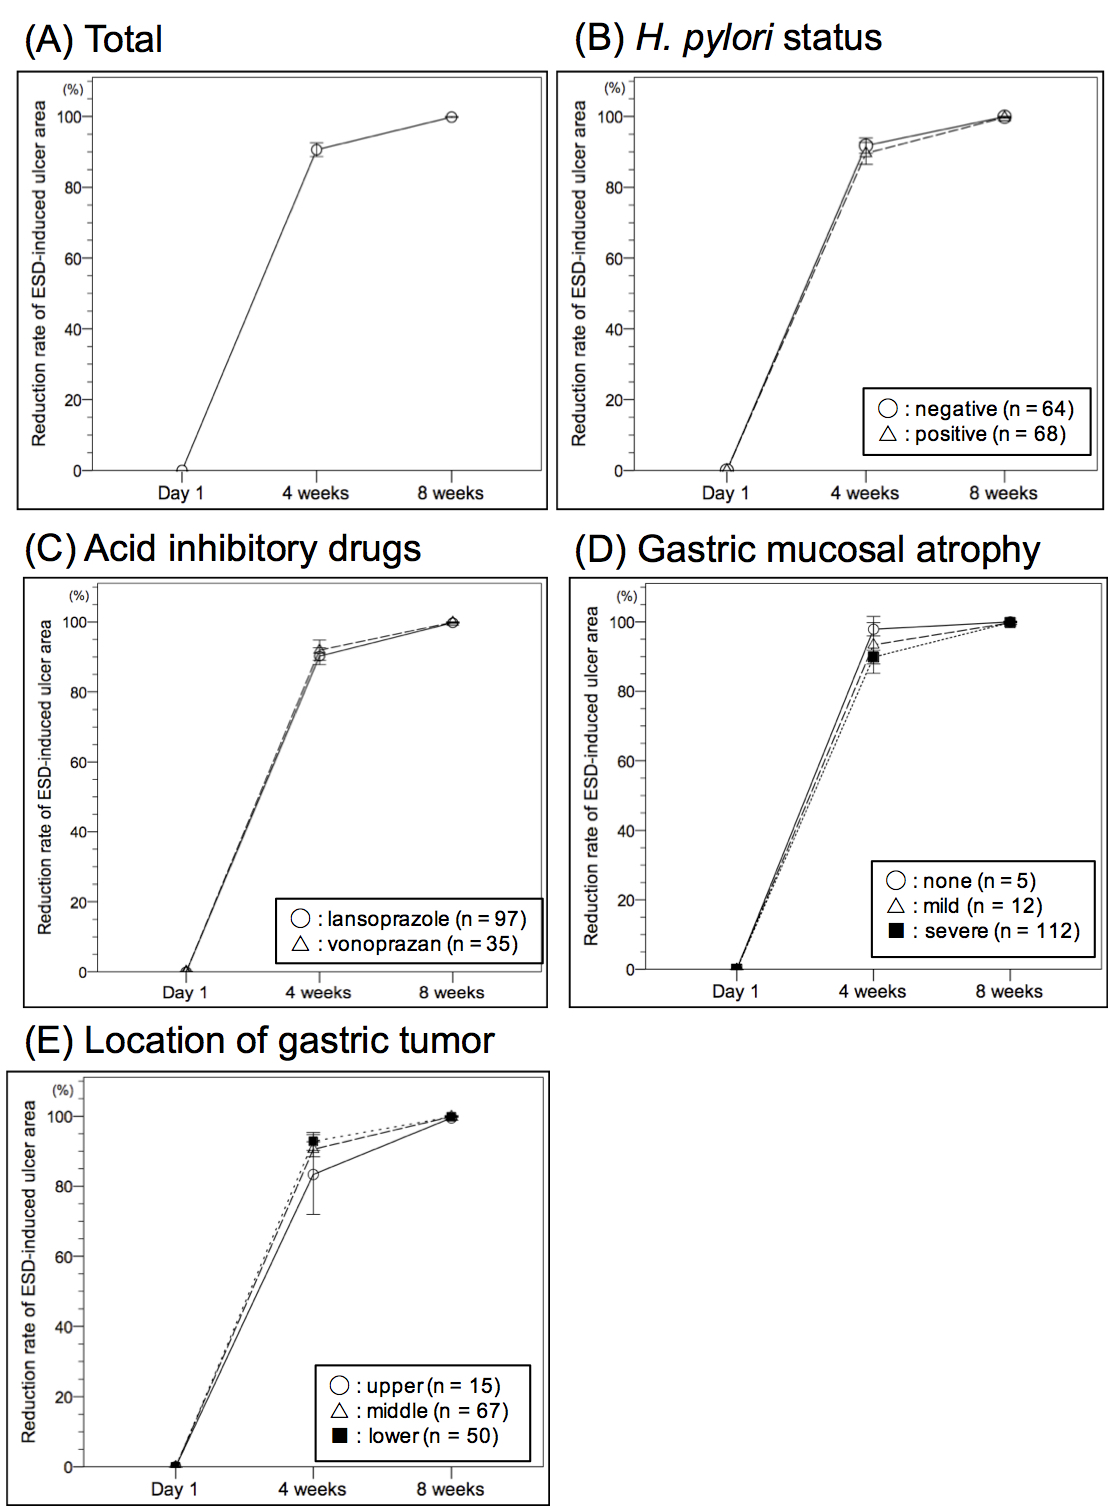 (A) Total
(%)
Reduction rate of ESD-induced ulcer area
100
80
60
40
20
0
Day 1 4 weeks 8 weeks
(B) H. pylori status
(%)
Reduction rate of ESD-induced ulcer area
100
80
60
40
20
0
: negative (n = 64)
: positive (n = 68)
Day 1 4 weeks 8 weeks
(C) Acid inhibitory drugs
(%)
Reduction rate of ESD-induced ulcer area
100
80
60
40
20
0
: lansoprazole (n = 97)
: vonoprazan (n = 35)
Day 1 4 weeks 8 weeks
(D) Gastric mucosal atrophy
(%)
Reduction rate of ESD-induced ulcer area
100
80
60
40
20
0
: none (n = 5)
: mild (n = 12)
: severe (n = 112)
Day 1 4 weeks 8 weeks
(E) Location of gastric tumor
(%)
Reduction rate of ESD-induced ulcer area
100
80
60
40
20
0
: upper (n = 15)
: middle (n = 67)
: lower (n = 50)
Day 1 4 weeks 8 weeks